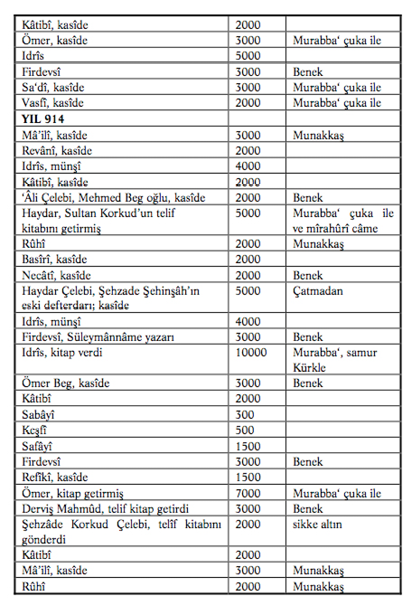 Kâtibî, kasîde 2000
Ömer, kasîde 3000 Murabba‘ çuka ile
Idrîs 5000
Firdevsî 3000 Benek
Sa‘dî, kasîde 3000 Murabba‘ çuka ile
Vasfî, kasîde 2000 Murabba‘ çuka ile
YIL 914
Mâ’ilî, kasîde 3000 Munakkaş
Revânî, kasîde 2000
Idrîs, münşî 4000
Kâtibî, kasîde 2000
‘Âli Çelebi, Mehmed Beg oğlu, kasîde 2000 Benek
Haydar, Sultan Korkud’un telif 5000 Murabba‘ çuka ile
kitabını getirmiş ve mîrahûrî câme
Rûhî 2000 Munakkaş
Basîrî, kasîde 2000
Necâtî, kasîde 2000 Benek
Haydar Çelebi, Şehzade Şehinşâh’ın 5000 Çatmadan
eski defterdarı; kasîde
Idrîs, münşî 4000
Firdevsî, Süleymânnâme yazarı 3000 Benek
Idrîs, kitap verdi 10000 Murabba‘, samur
Kürkle
Ömer Beg, kasîde 3000 Benek
Kâtibî 2000
Sabâyî 300
Keşfî 500
Safâyî 1500
Firdevsî 3000 Benek
Refîkî, kasîde 1500
Ömer, kitap getirmiş 7000 Murabba‘ çuka ile
Derviş Mahmûd, telif kitap getirdi 3000 Benek
Şehzâde Korkud Çelebi, telîf kitabını 2000 sikke altın
gönderdi
Kâtibî 2000
Mâ’ilî, kasîde 3000 Munakkaş
Rûhî 2000 Munakkaş